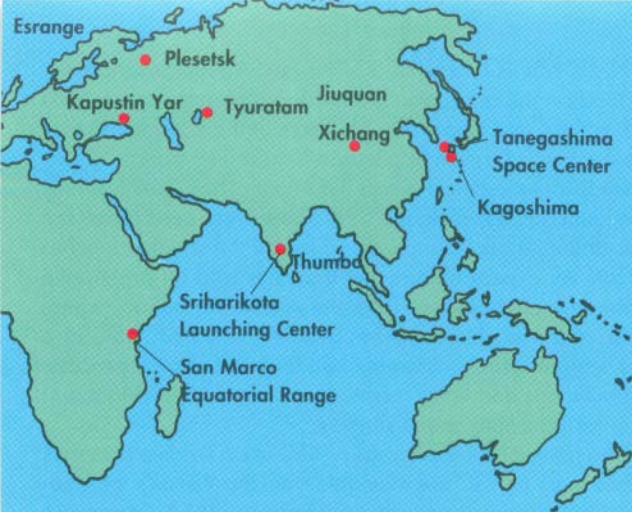 Esrange
Plesetsk
Kapustin Yar
Tyuratam
Jiuquan
Xichang
Tanegashima
Space Center
Kagoshima
Thumba
Sriharikota
Launching Center
San Marco
Equatorial Range